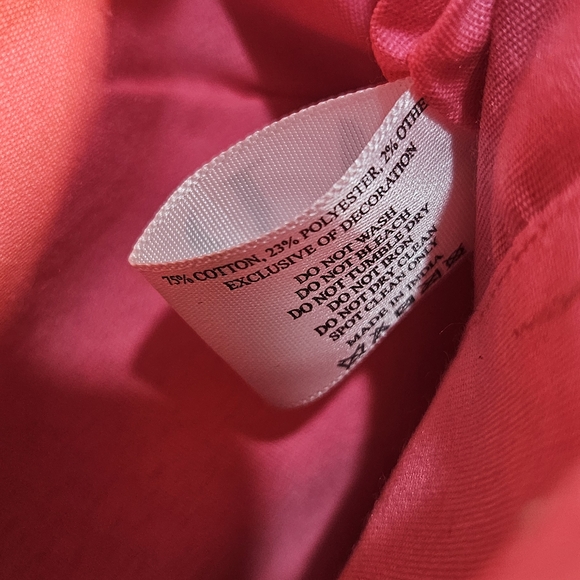 75% COTTON, 23% POLYESTER, 2% OTHE
EXCLUSIVE OF DECORATION
DO NOT WASH
DO NOT BLEACH
DO NOT TUMBLE DRY
DO NOT IRON
DO NOT DRY CLEAN
SPOT CLEAN ONLY
MADE IN INDIA